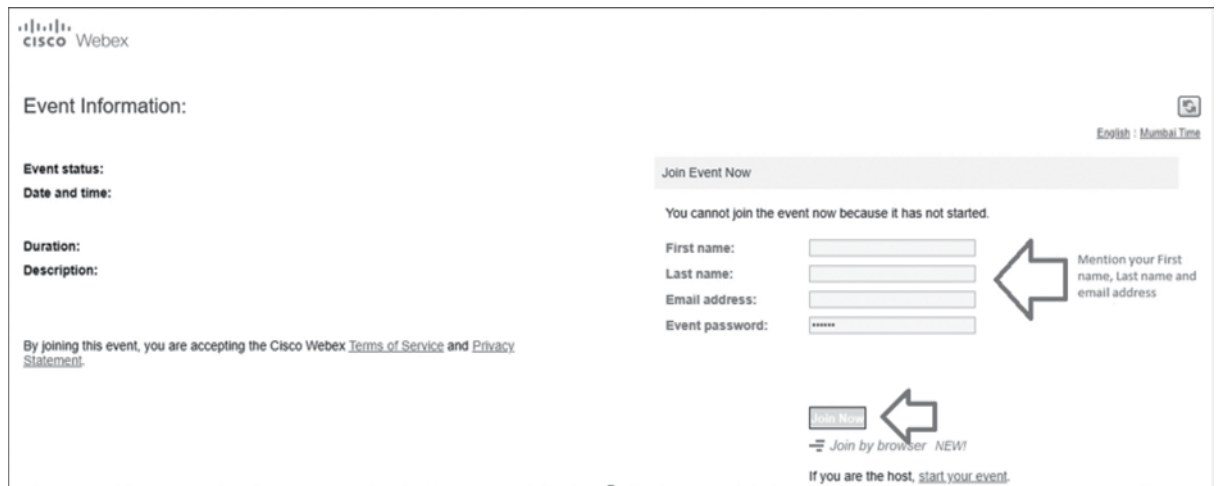 CISCO Webex
Event Information:
English : Mumbai Time
Event status:
Date and time:
Duration:
Description:
By joining this event, you are accepting the Cisco Webex Terms of Service and Privacy
Statement.
Join Event Now
You cannot join the event now because it has not started.
First name:
Last name:
Email address:
Event password:
Mention your First
name, Last name and
email address
Join Now
Join by browser NEW!
If you are the host, start your event.